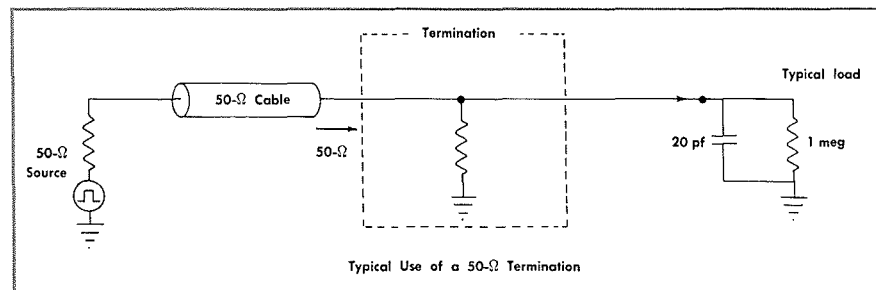 Termination
Typical load
50-Ω Cable
50-Ω
Source
50-Ω
20 pf
1 meg
Typical Use of a 50-Ω Termination